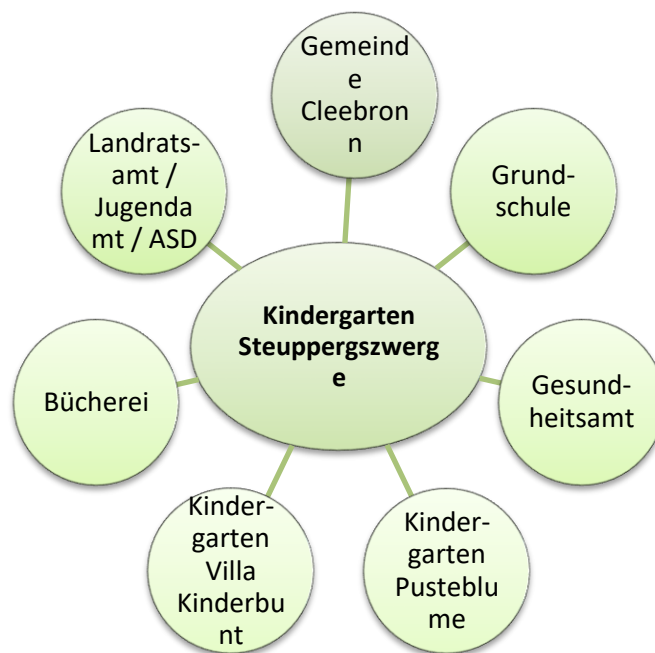 Gemeind
e
Cleebron
n
Grund-
schule
Gesund-
heitsamt
Kinder-
garten
Pusteblu
me
Kinder-
garten
Villa
Kinderbu
nt
Bücherei
Landrats-
amt /
Jugenda
mt / ASD
Kindergarten
Steuppergszwerg
e